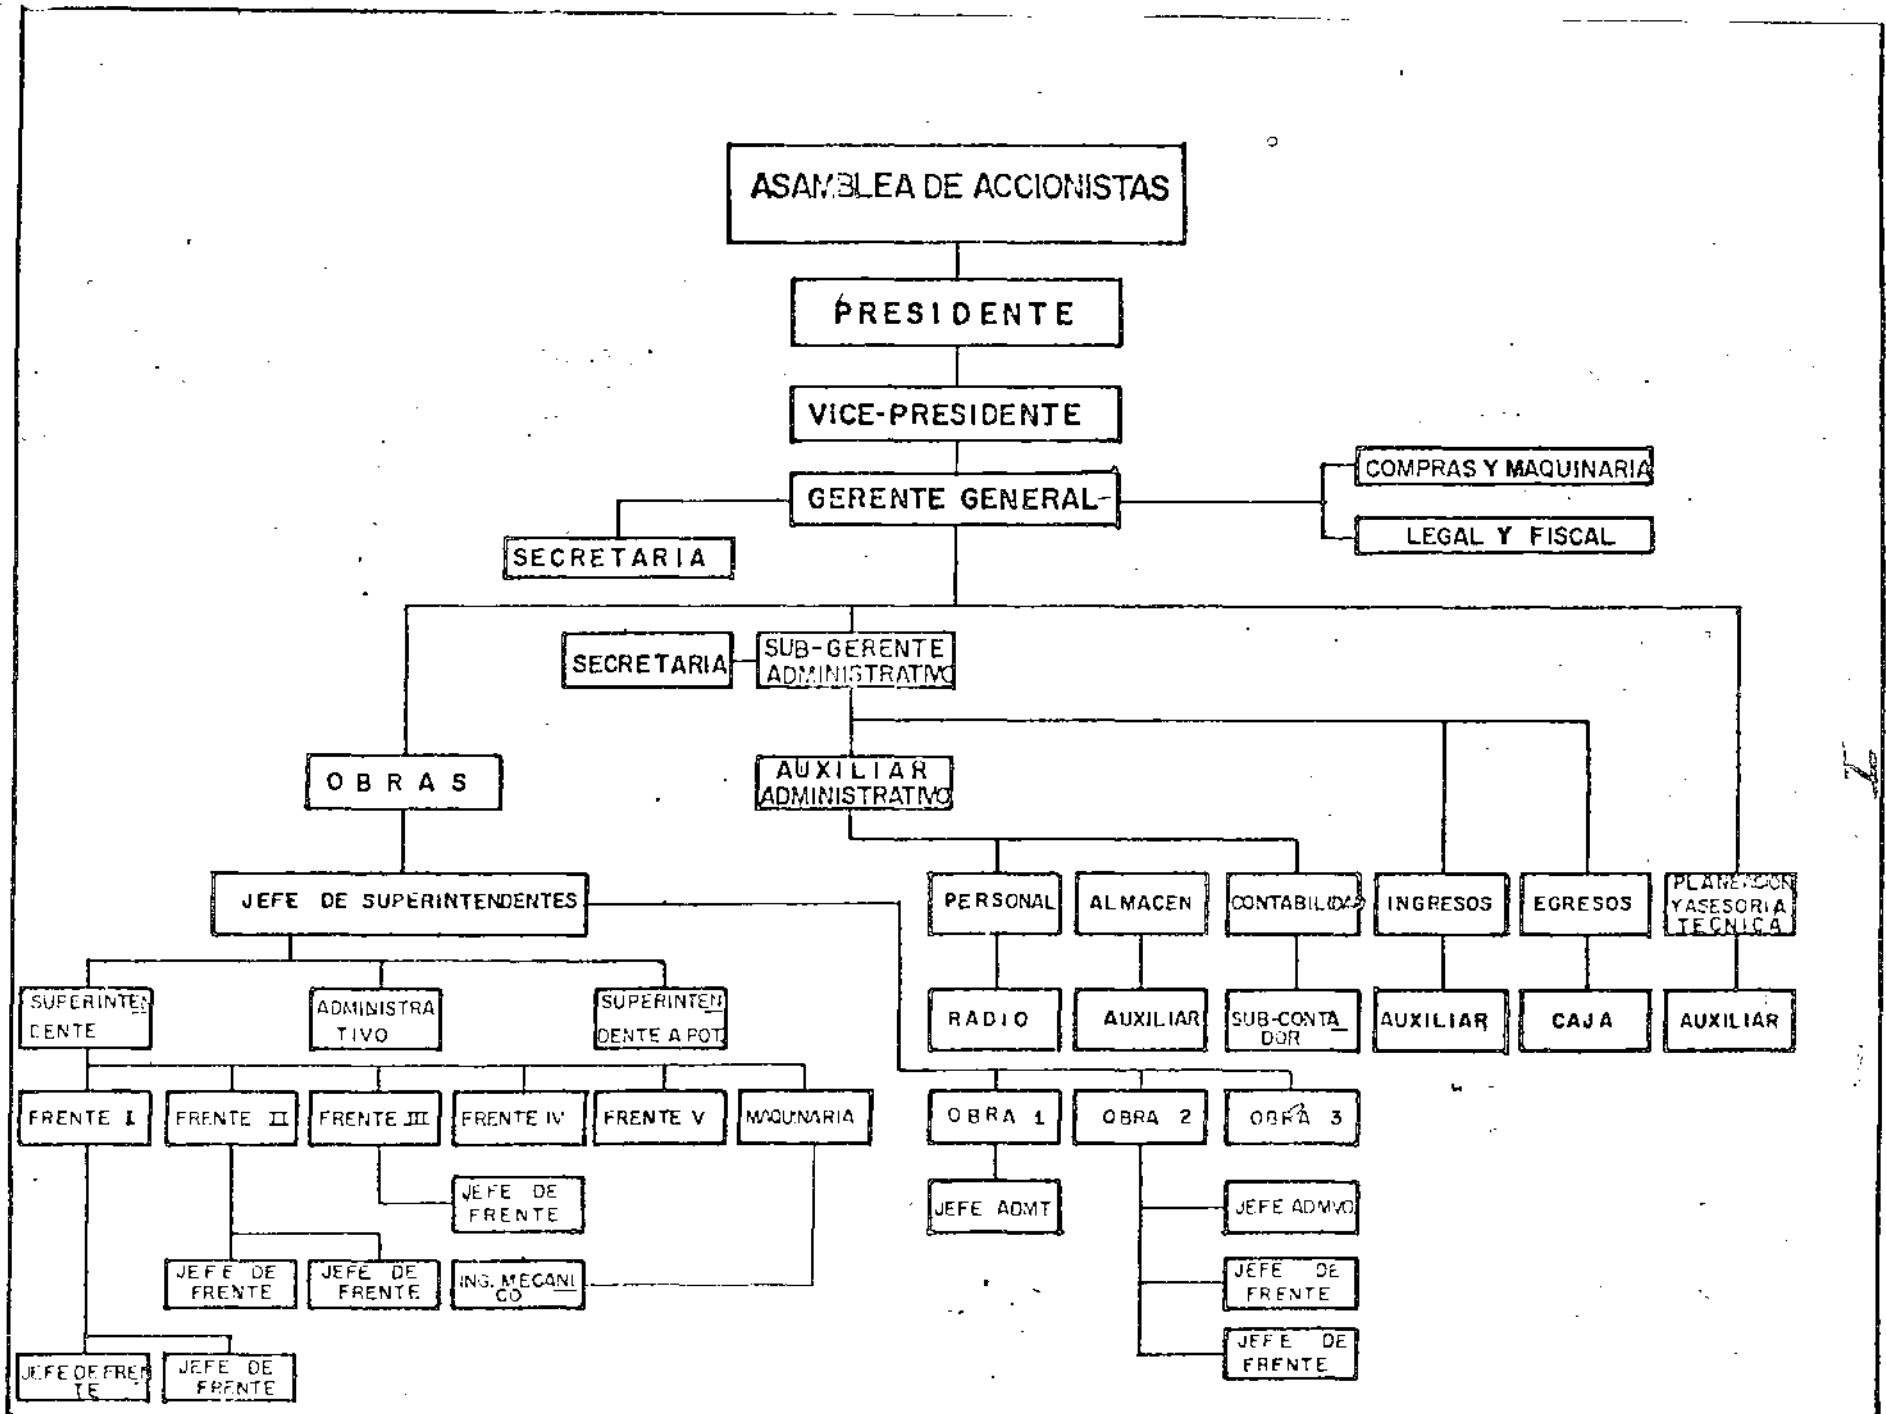 ASAMBLEA DE ACCIONISTAS
PRESIDENTE
VICE-PRESIDENTE
GERENTE GENERAL
COMPRAS Y MAQUINARIA
LEGAL Y FISCAL
SECRETARIA
SECRETARIA
SUB-GERENTE
ADMINISTRATIVO
OBRAS
AUXILIAR
ADMINISTRATIVO
JEFE DE SUPERINTENDENTES
PERSONAL
ALMACEN
CONTABILIDAD
INGRESOS
EGRESOS
PLANEACION
Y ASESORIA
TECNICA
SUPERINTEN
DENTE
ADMINISTRA
TIVO
SUPERINTEN
DENTE A POT.
RADIO
AUXILIAR
SUB-CONTA
DOR
AUXILIAR
CAJA
AUXILIAR
FRENTE I
FRENTE II
FRENTE III
FRENTE IV
FRENTE V
MAQUINARIA
OBRA 1
OBRA 2
OBRA 3
JEFE DE
FRENTE
JEFE ADMT
JEFE ADMVO
JEFE DE
FRENTE
JEFE DE
FRENTE
ING. MECANI
CO
JEFE DE
FRENTE
JEFE DE FREN
TE
JEFE DE
FRENTE
JEFE DE
FRENTE